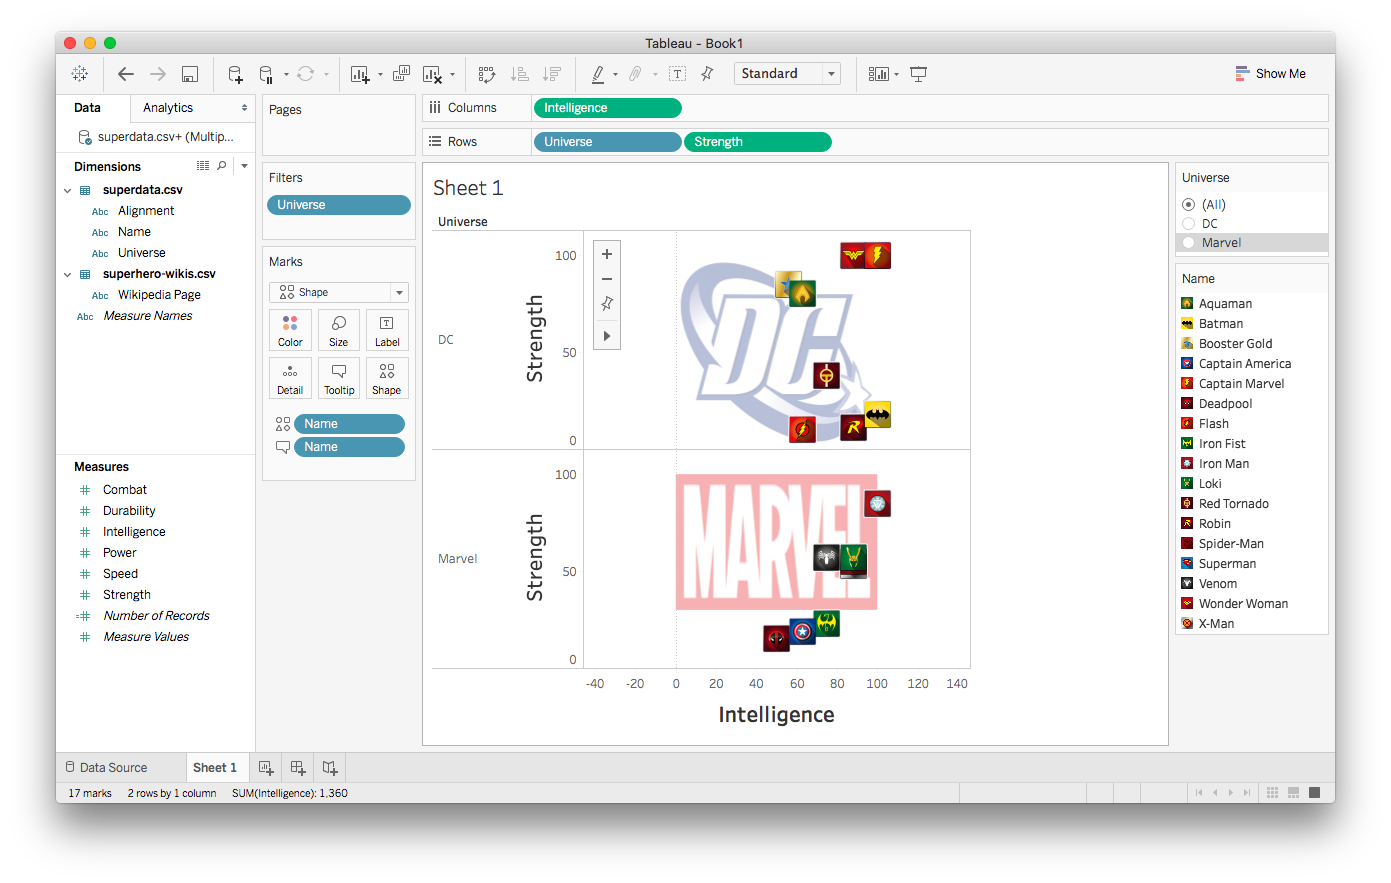 Tableau - Book1
Standard
Show Me
Data
Analytics
superdata.csv+ (Multip...
Dimensions
superdata.csv
Abc Alignment
Abc Name
Abc Universe
superhero-wikis.csv
Abc Wikipedia Page
Abc Measure Names
Measures
# Combat
# Durability
# Intelligence
# Power
# Speed
# Strength
=# Number of Records
# Measure Values
Pages
Filters
Universe
Marks
Shape
Color
Size
T
Label
Detail
Tooltip
Shape
Name
Name
Columns
Intelligence
Rows
Universe
Strength
Sheet 1
Universe
DC
Strength
100
50
0
DC
Marvel
Strength
100
50
0
MARVEL
-40 -20 0 20 40 60 80 100 120 140
Intelligence
Universe
(All)
DC
Marvel
Name
Aquaman
Batman
Booster Gold
Captain America
Captain Marvel
Deadpool
Flash
Iron Fist
Iron Man
Loki
Red Tornado
Robin
Spider-Man
Superman
Venom
Wonder Woman
X-Man
Data Source
Sheet 1
17 marks
2 rows by 1 column
SUM(Intelligence): 1,360